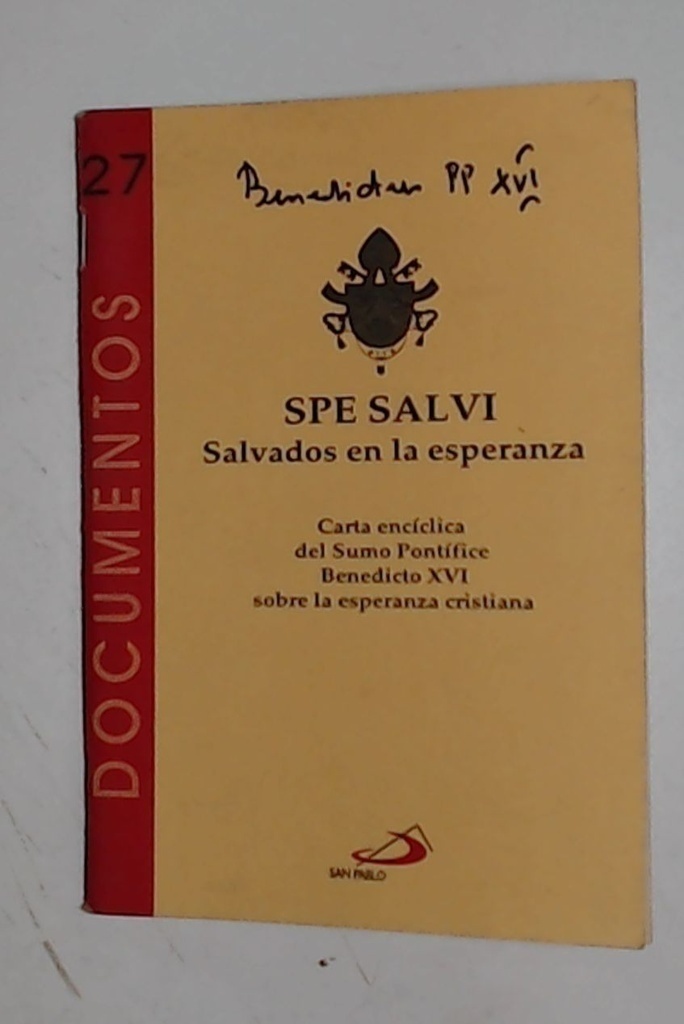 27
DOCUMENTOS
Benedictus PP XVI
SPE SALVI
Salvados en la esperanza
Carta encíclica
del Sumo Pontífice
Benedicto XVI
sobre la esperanza cristiana
SAN PABLO